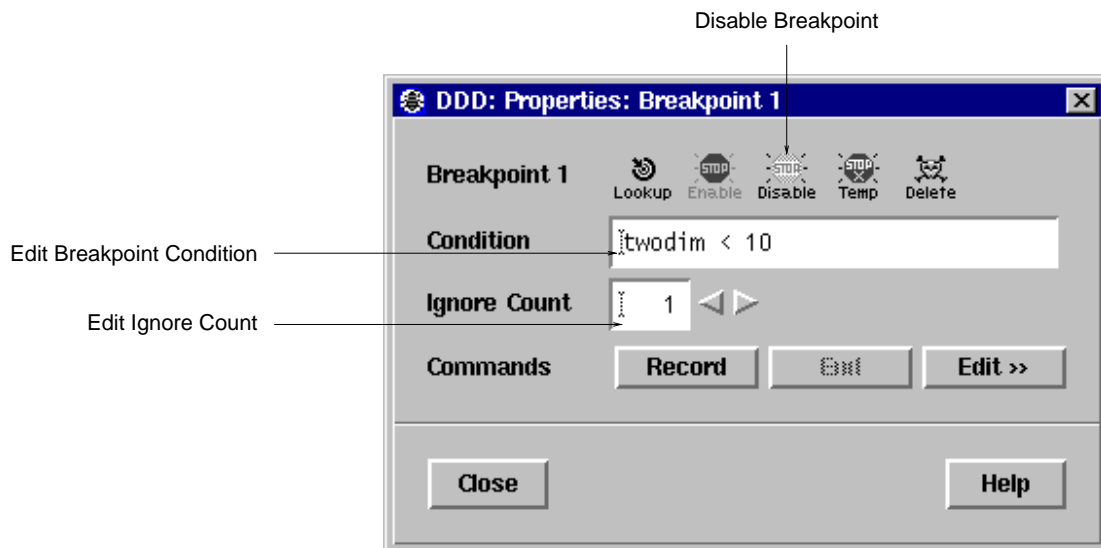 Disable Breakpoint
DDD: Properties: Breakpoint 1
Breakpoint 1
Lookup Enable Disable Temp Delete
Edit Breakpoint Condition
Condition
twodim < 10
Edit Ignore Count
Ignore Count
1
Commands
Record
Edit >>
Close
Help